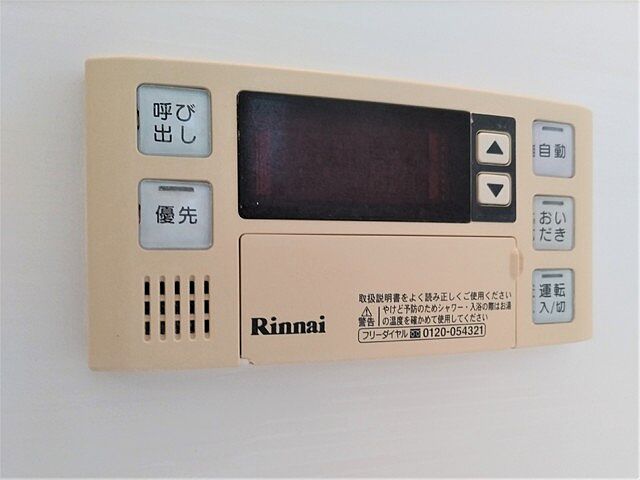 呼び
出し
優先
▲
▼
自動
おい
だき
運転
入/切
Rinnai
取扱説明書をよく読み正しくご使用ください
⚠警告
やけど予防のためシャワー・入浴の際はお湯
の温度を確かめて使用してください
フリーダイヤル 0120-054321